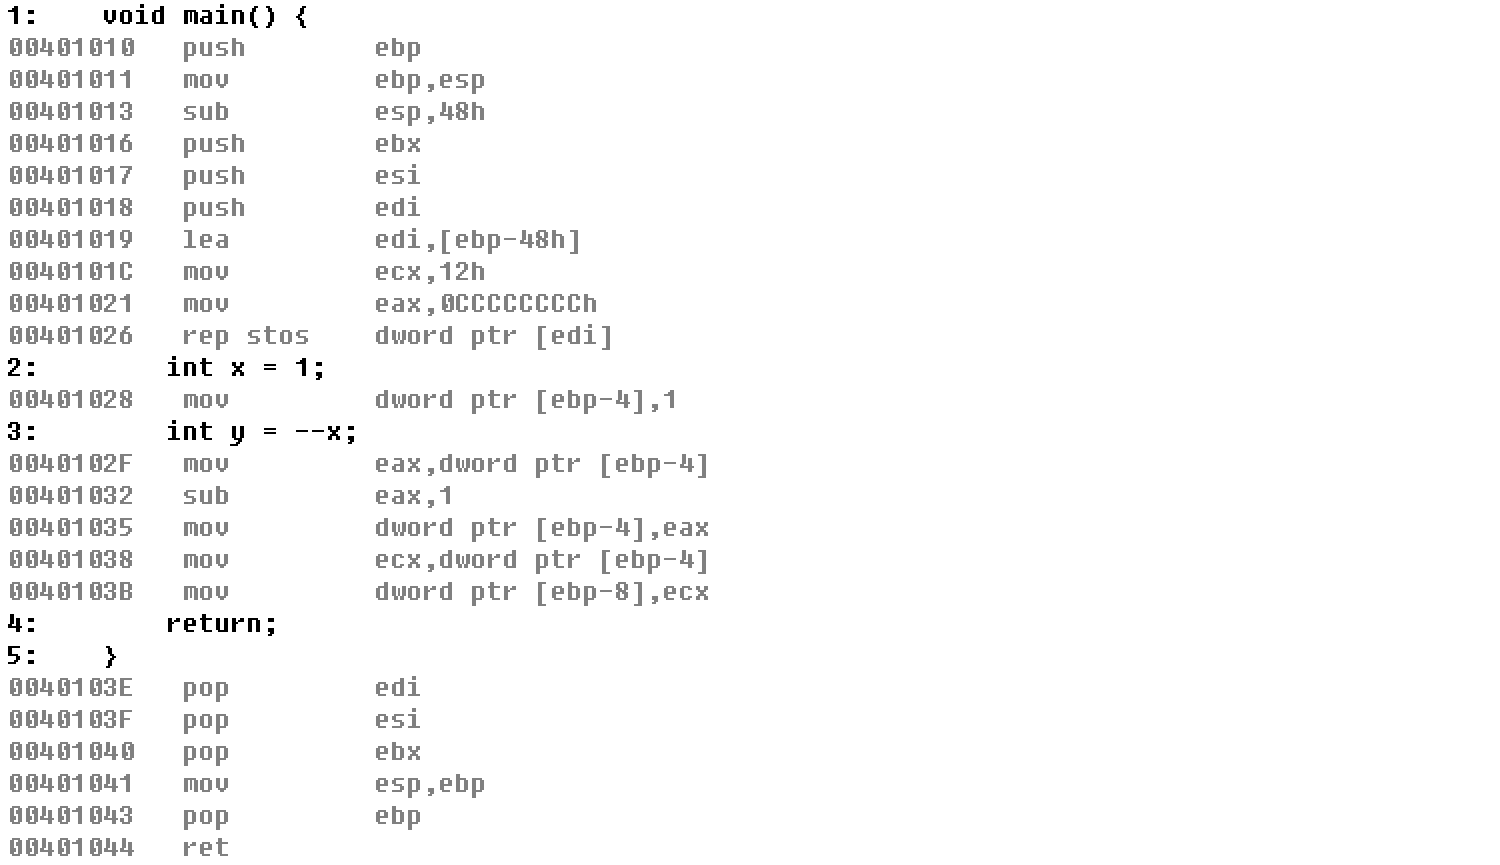 1:    void main() {
00401010   push        ebp
00401011   mov         ebp,esp
00401013   sub         esp,48h
00401016   push        ebx
00401017   push        esi
00401018   push        edi
00401019   lea         edi,[ebp-48h]
0040101C   mov         ecx,12h
00401021   mov         eax,0CCCCCCCCh
00401026   rep stos    dword ptr [edi]
2:        int x = 1;
00401028   mov         dword ptr [ebp-4],1
3:        int y = --x;
0040102F   mov         eax,dword ptr [ebp-4]
00401032   sub         eax,1
00401035   mov         dword ptr [ebp-4],eax
00401038   mov         ecx,dword ptr [ebp-4]
0040103B   mov         dword ptr [ebp-8],ecx
4:        return;
5:    }
0040103E   pop         edi
0040103F   pop         esi
00401040   pop         ebx
00401041   mov         esp,ebp
00401043   pop         ebp
00401044   ret